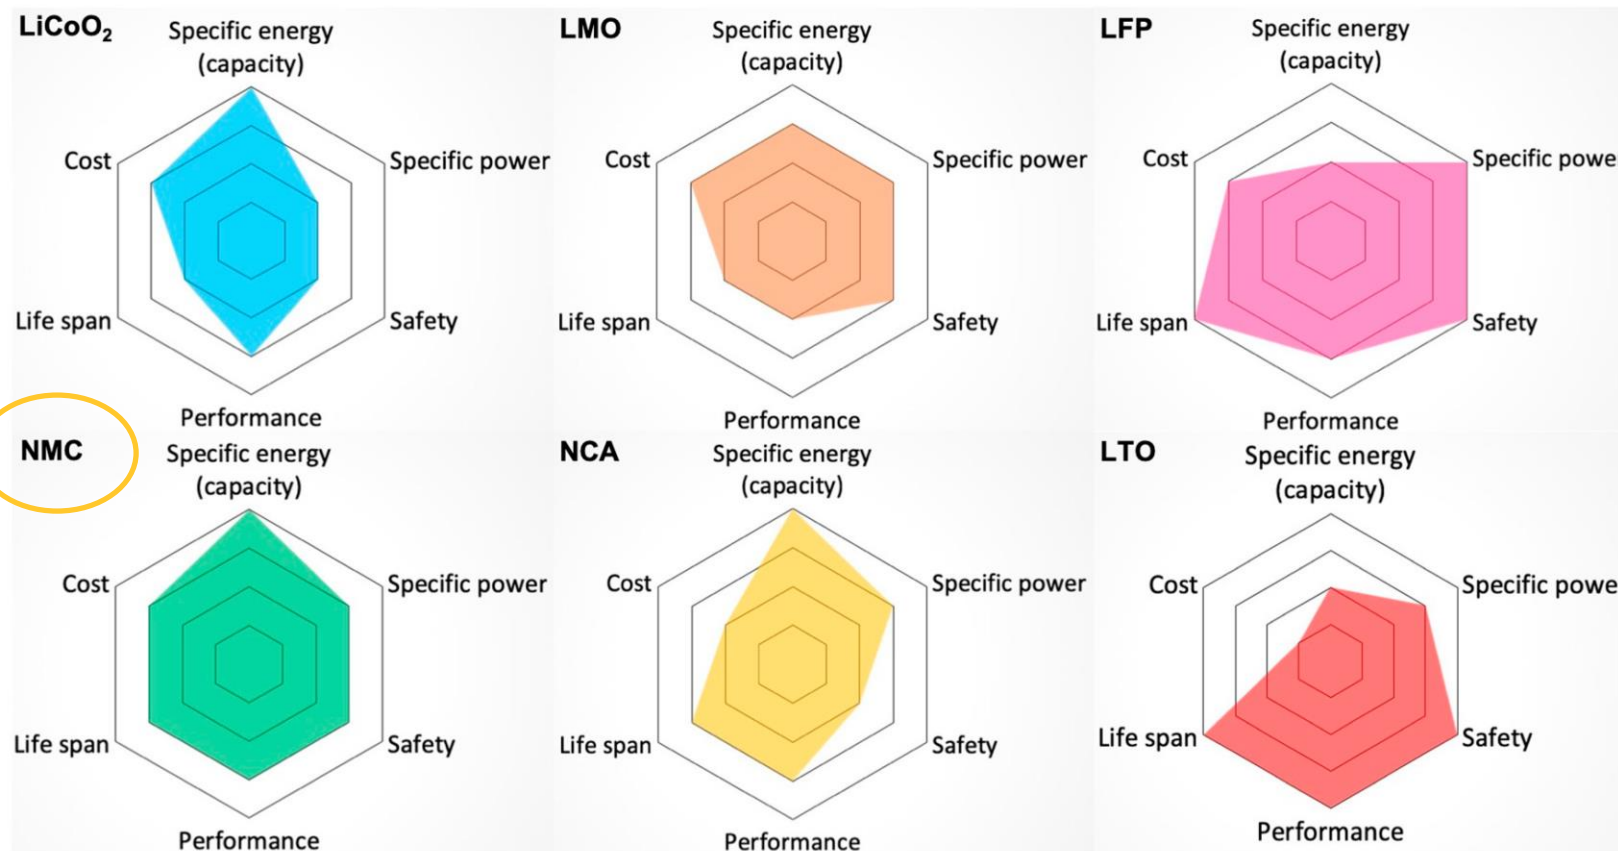 LiCoO2
Specific energy
(capacity)
Cost
Specific power
Life span
Safety
Performance
LMO
Specific energy
(capacity)
Cost
Specific power
Life span
Safety
Performance
LFP
Specific energy
(capacity)
Cost
Specific powe
Life span
Safety
Performance
NMC
Specific energy
(capacity)
Cost
Specific power
Life span
Safety
Performance
NCA
Specific energy
(capacity)
Cost
Specific power
Life span
Safety
Performance
LTO
Specific energy
(capacity)
Cost
Specific powe
Life span
Safety
Performance